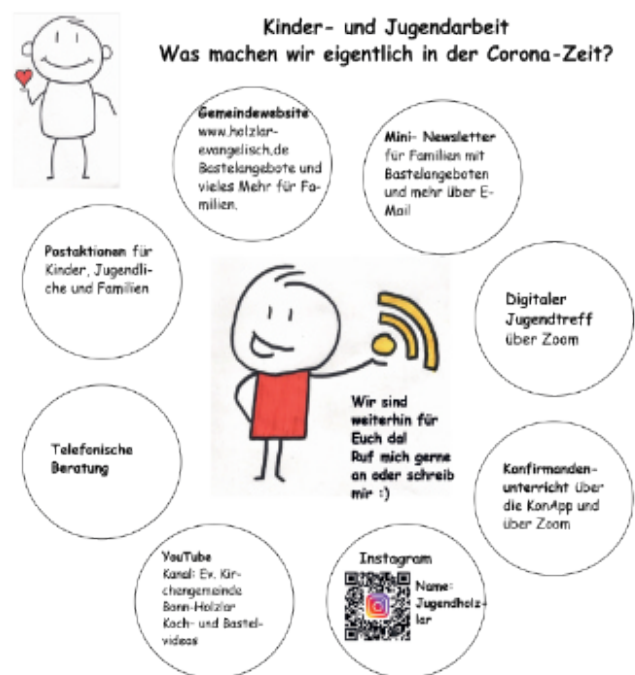 Kinder- und Jugendarbeit
Was machen wir eigentlich in der Corona-Zeit?
Gemeindewebsite
www.holzlar-
evangelisch.de
Bastelangebote und
vieles Mehr für Fa-
milien.
Mini- Newsletter
für Familien mit
Bastelangeboten
und mehr über E-
Mail
Postaktionen für
Kinder, Jugendli-
che und Familien
Digitaler
Jugendtreff
über Zoom
Wir sind
weiterhin für
Euch da!
Ruf mich gerne
an oder schreib
mir :)
Telefonische
Beratung
Konfirmanden-
unterricht über
die KonApp und
über Zoom
YouTube
Kanal: Ev. Kir-
chengemeinde
Bonn-Holzlar
Koch- und Bastel-
videos
Instagram
Name:
Jugendholz-
lar